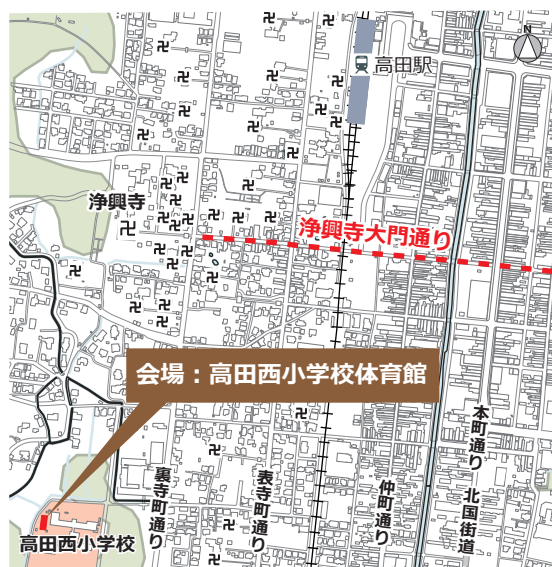 高田駅
浄興寺
浄興寺大門通り
会場：高田西小学校体育館
本町通り
北国街道
仲町通り
表寺町通り
裏寺町通り
高田西小学校